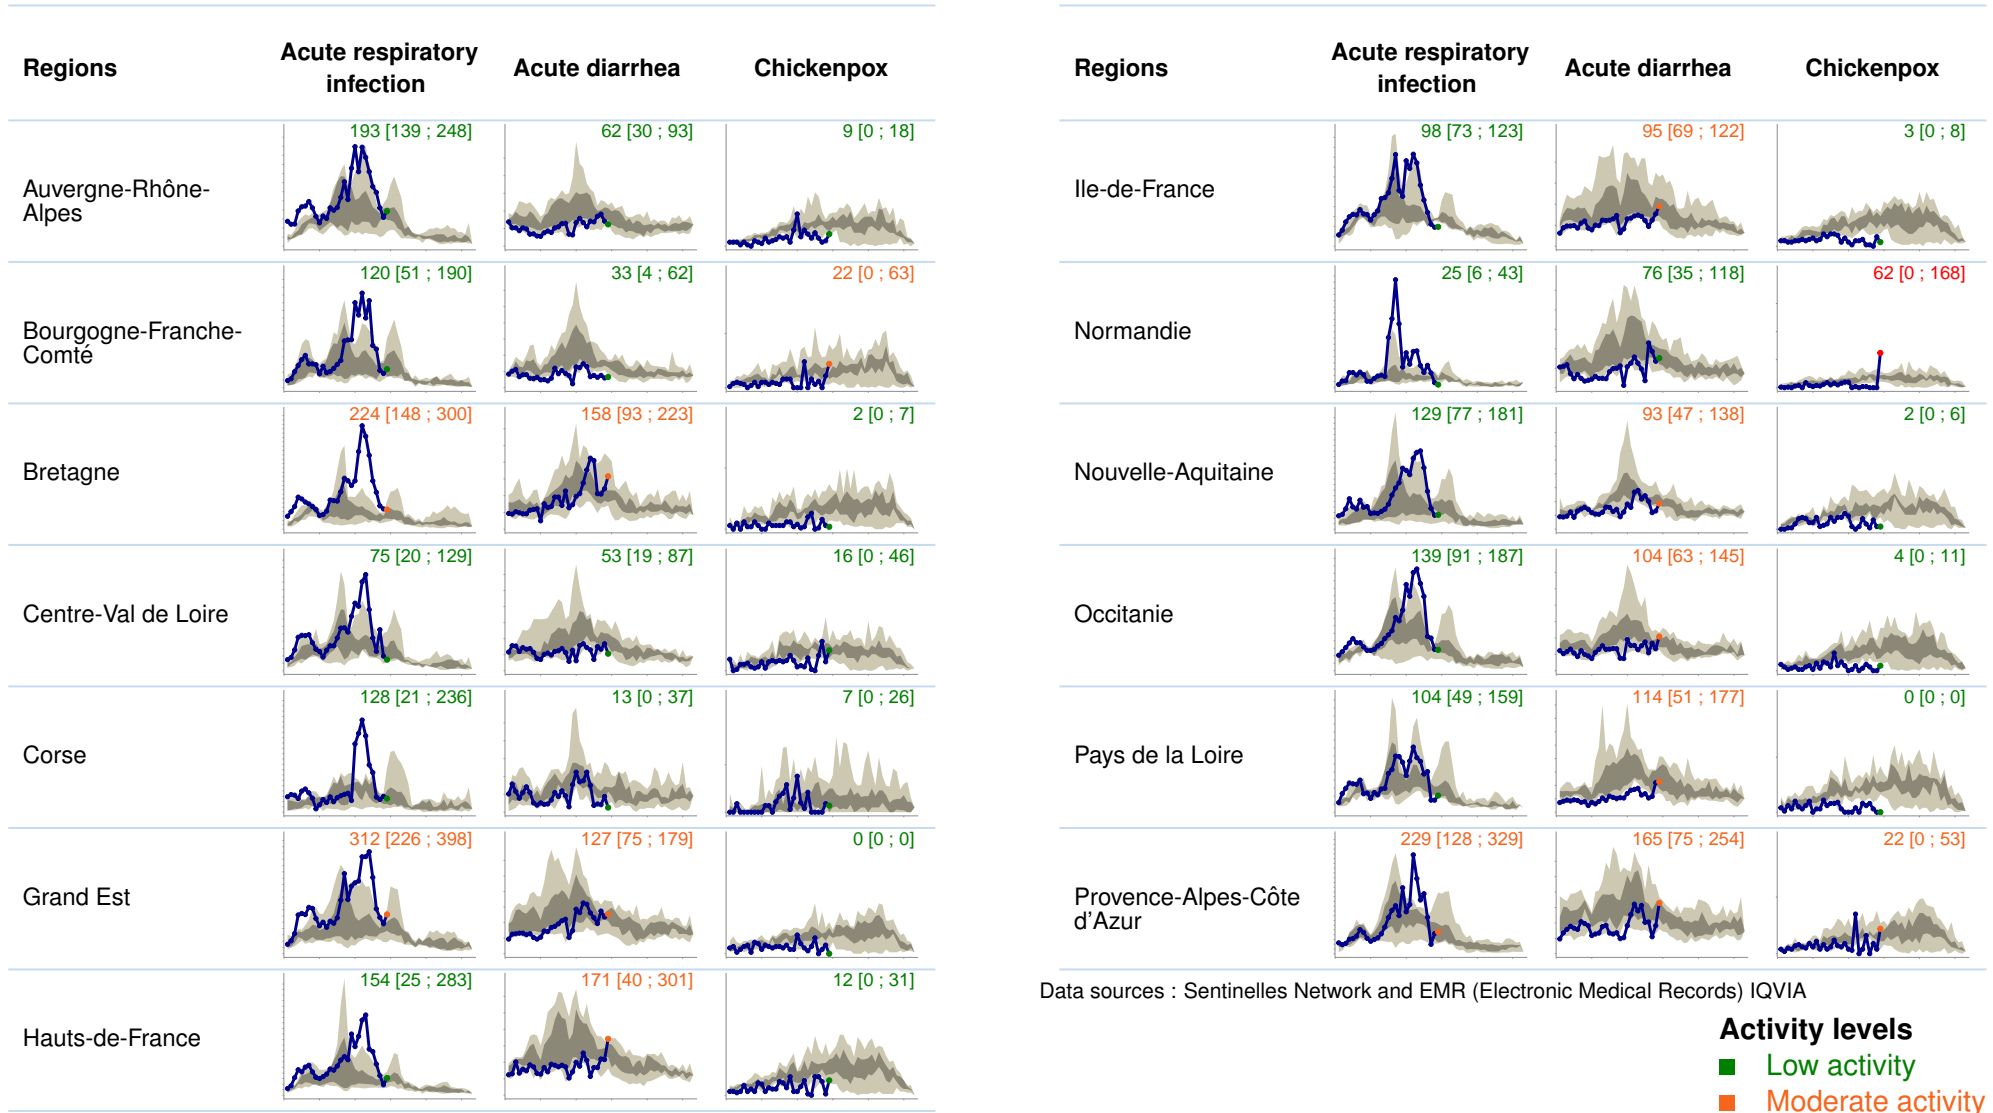 Regions
Acute respiratory
infection
Acute diarrhea
Chickenpox
Auvergne-Rhône-
Alpes
193 [139 ; 248]
62 [30 ; 93]
9 [0 ; 18]
Bourgogne-Franche-
Comté
120 [51 ; 190]
33 [4 ; 62]
22 [0 ; 63]
Bretagne
224 [148 ; 300]
158 [93 ; 223]
2 [0 ; 7]
Centre-Val de Loire
75 [20 ; 129]
53 [19 ; 87]
16 [0 ; 46]
Corse
128 [21 ; 236]
13 [0 ; 37]
7 [0 ; 26]
Grand Est
312 [226 ; 398]
127 [75 ; 179]
0 [0 ; 0]
Hauts-de-France
154 [25 ; 283]
171 [40 ; 301]
12 [0 ; 31]
Regions
Acute respiratory
infection
Acute diarrhea
Chickenpox
Ile-de-France
98 [73 ; 123]
95 [69 ; 122]
3 [0 ; 8]
Normandie
25 [6 ; 43]
76 [35 ; 118]
62 [0 ; 168]
Nouvelle-Aquitaine
129 [77 ; 181]
93 [47 ; 138]
2 [0 ; 6]
Occitanie
139 [91 ; 187]
104 [63 ; 145]
4 [0 ; 11]
Pays de la Loire
104 [49 ; 159]
114 [51 ; 177]
0 [0 ; 0]
Provence-Alpes-Côte
d'Azur
229 [128 ; 329]
165 [75 ; 254]
22 [0 ; 53]
Data sources : Sentinelles Network and EMR (Electronic Medical Records) IQVIA
Activity levels
Low activity
Moderate activity